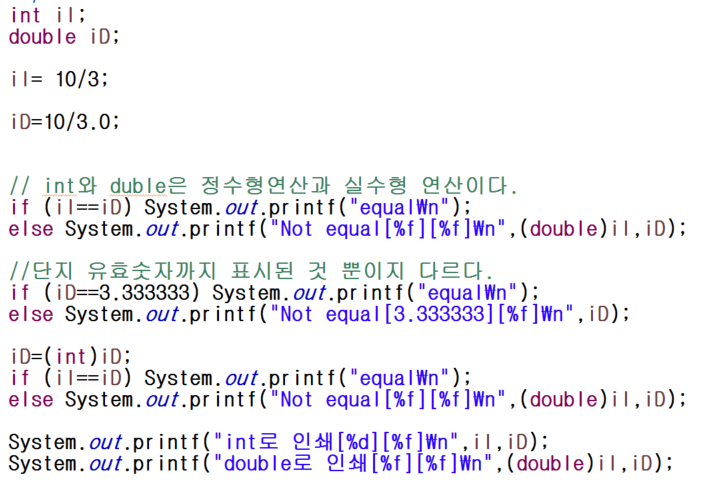 int iI;
double iD;
iI= 10/3;
iD=10/3.0;
// int와 duble은 정수형연산과 실수형 연산이다.
if (iI==iD) System.out.printf("equal₩n");
else System.out.printf("Not equal[%f][%f]₩n",(double)iI,iD);
//단지 유효숫자까지 표시된 것 뿐이지 다르다.
if (iD==3.333333) System.out.printf("equal₩n");
else System.out.printf("Not equal[3.333333][%f]₩n",iD);
iD=(int)iD;
if (iI==iD) System.out.printf("equal₩n");
else System.out.printf("Not equal[%f][%f]₩n",(double)iI,iD);
System.out.printf("int로 인쇄[%d][%f]₩n",iI,iD);
System.out.printf("double로 인쇄[%f][%f]₩n",(double)iI,iD);